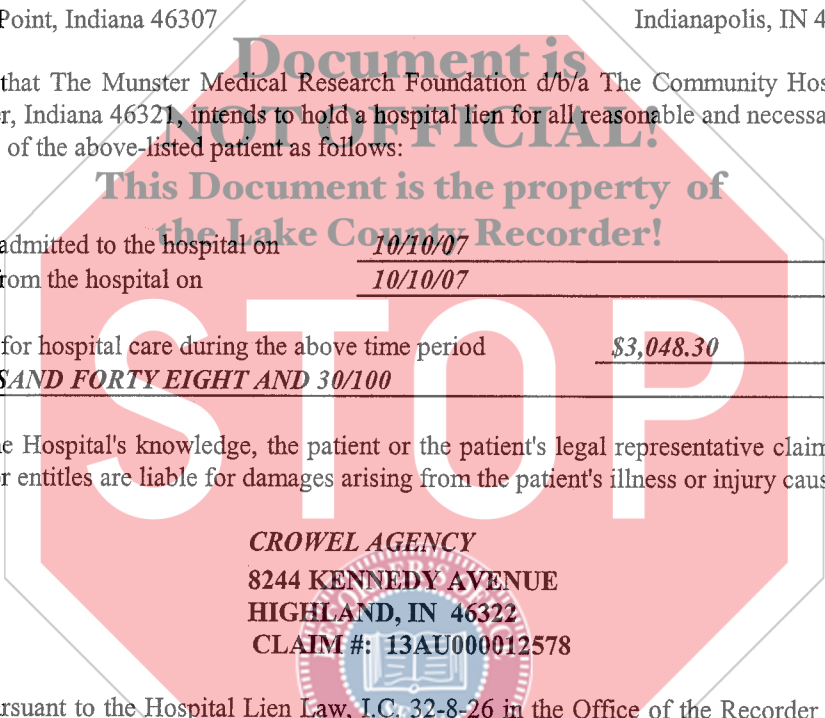 Point, Indiana 46307 Indianapolis, IN 4
Document is
that The Munster Medical Research Foundation d/b/a The Community Hos
r, Indiana 46321, intends to hold a hospital lien for all reasonable and necessa
NOT OFFICIAL!
of the above-listed patient as follows:
This Document is the property of
the Lake County Recorder!
admitted to the hospital on 10/10/07
rom the hospital on 10/10/07
STOP
for hospital care during the above time period $3,048.30
SAND FORTY EIGHT AND 30/100
e Hospital's knowledge, the patient or the patient's legal representative claim
r entitles are liable for damages arising from the patient's illness or injury caus
CROWEL AGENCY
8244 KENNEDY AVENUE
HIGHLAND, IN 46322
CLAIM #: 13AU000012578
RECORDER'S SEAL
rsuant to the Hospital Lien Law, I.C. 32-8-26 in the Office of the Recorder